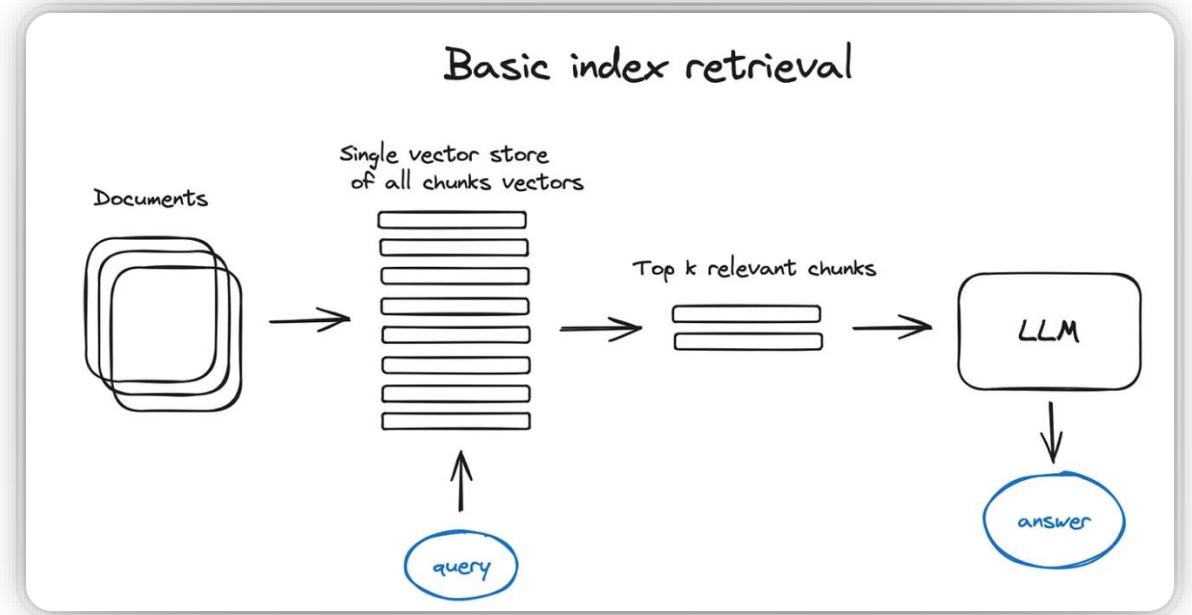 Basic index retrieval
Single vector store
of all chunks vectors
Documents
Top k relevant chunks
LLM
answer
query